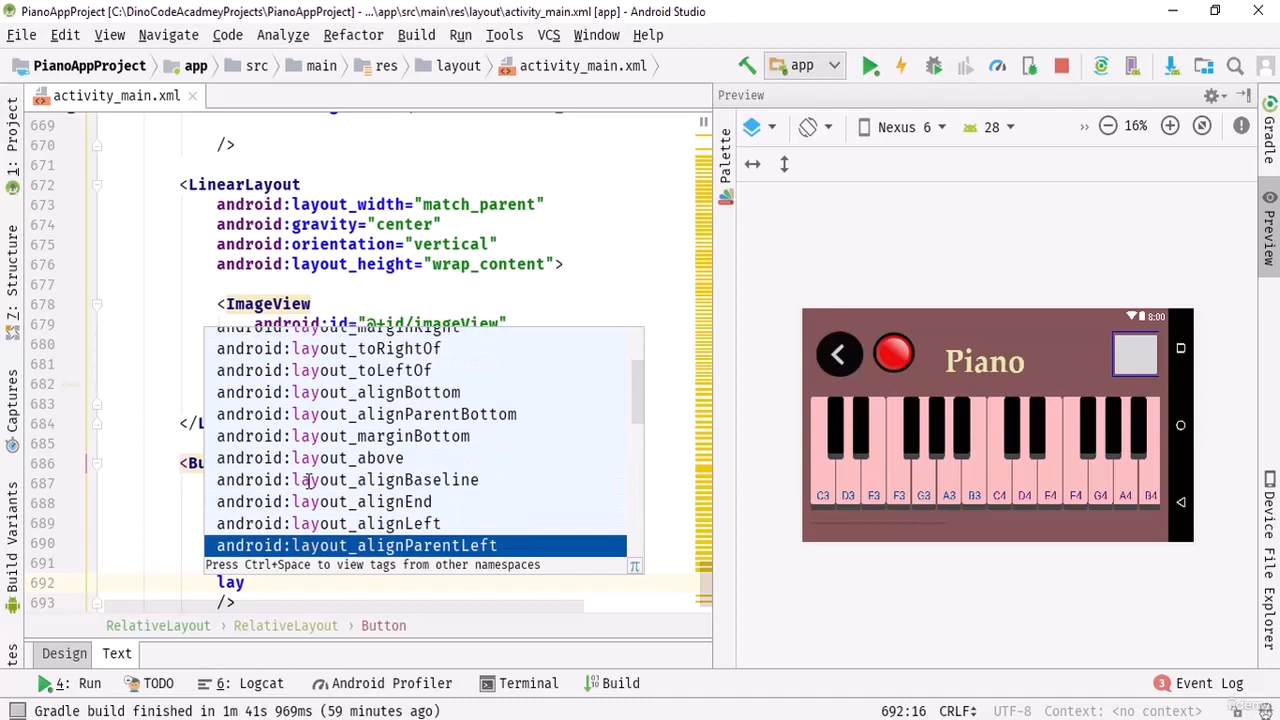 PianoAppProject [C:\DinoCodeAcadmeyProjects\PianoAppProject] - ...\app\src\main\res\layout\activity_main.xml [app] - Android Studio
File Edit View Navigate Code Analyze Refactor Build Run Tools VCS Window Help
PianoAppProject app src main res layout activity_main.xml app
activity_main.xml Preview
Nexus 6 28 16%
Palette
1: Project
Z: Structure
Captures
Build Variants
Gradle
Preview
Device File Explorer
669
670 />
671
672 <LinearLayout
673 android:layout_width="match_parent"
674 android:gravity="center"
675 android:orientation="vertical"
676 android:layout_height="wrap_content">
677
678 <ImageView
679 android:id="@+id/imageView"
680
681
682
683
684 </L
685
686 <Bu
687
688
689
690
691
692 lay
693 />
android:layout_toRightOf
android:layout_toLeftOf
android:layout_alignBottom
android:layout_alignParentBottom
android:layout_marginBottom
android:layout_above
android:layout_alignBaseline
android:layout_alignEnd
android:layout_alignLeft
android:layout_alignParentLeft
Press Ctrl+Space to view tags from other namespaces π
8:00
Piano
C3 D3 E3 F3 G3 A3 B3 C4 D4 E4 F4 G4 A4 B4
RelativeLayout › RelativeLayout › Button
Design Text
4: Run TODO 6: Logcat Android Profiler Terminal Build 3 Event Log
Gradle build finished in 1m 41s 969ms (59 minutes ago) 692:16 CRLF UTF-8 Context: <no context>